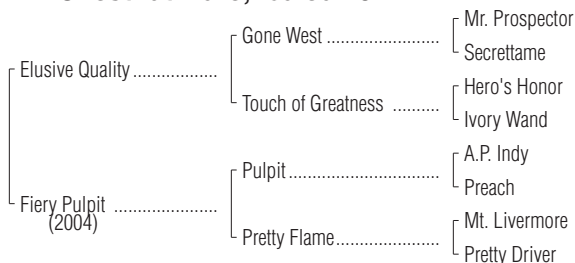 Mr. Prospector
Gone West
Secrettame
Elusive Quality
Hero's Honor
Touch of Greatness
Ivory Wand
A.P. Indy
Pulpit
Preach
Fiery Pulpit
(2004)
Mt. Livermore
Pretty Flame
Pretty Driver